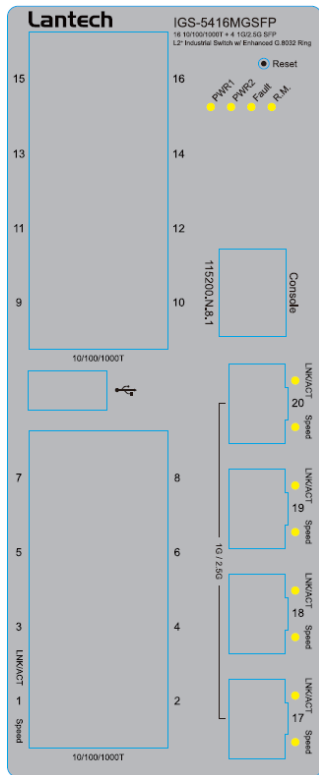 Lantech
IGS-5416MGSFP
16 10/100/1000T + 4 1G/2.5G SFP
L2+ Industrial Switch w/ Enhanced G.8032 Ring
Reset
PWR1 PWR2 Fault R.M.
15 16
13 14
11 12
9 10
115200.N.8.1
Console
10/100/1000T
LNK/ACT
20
Speed
LNK/ACT
19
Speed
1G / 2.5G
LNK/ACT
18
Speed
LNK/ACT
17
Speed
7 8
5 6
3 4
LNK/ACT
1 2
Speed
10/100/1000T